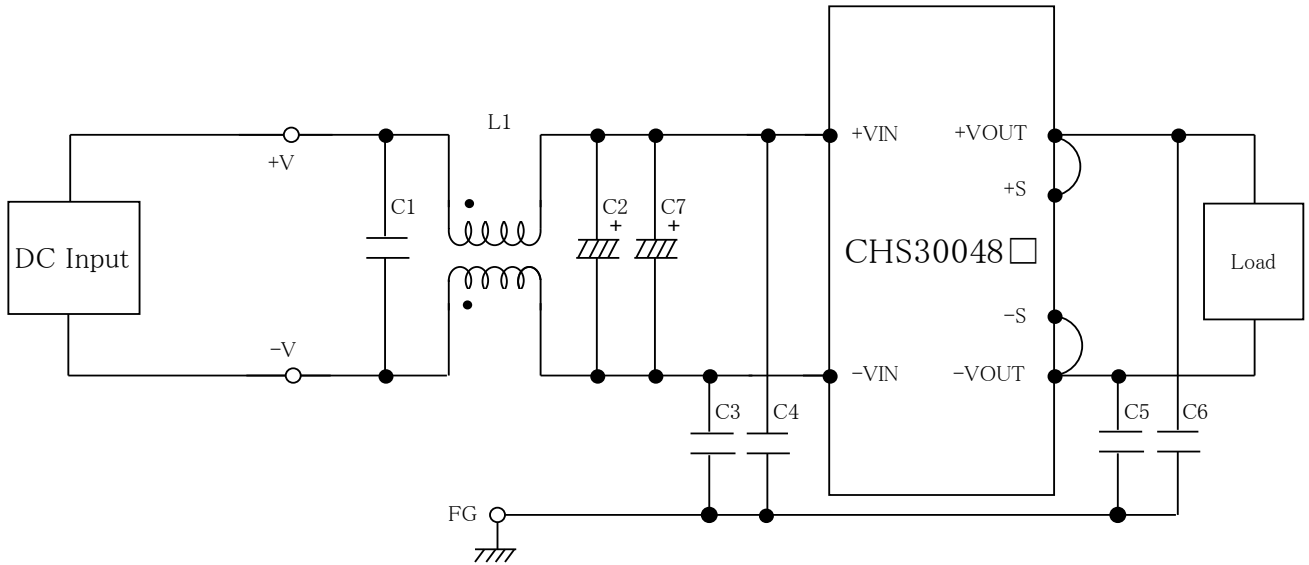 L1
+VIN
+VOUT
+V
+S
C1
C2
+
C7
+
CHS30048□
DC Input
Load
−S
−V
−VIN
−VOUT
C3
C4
C5
C6
FG